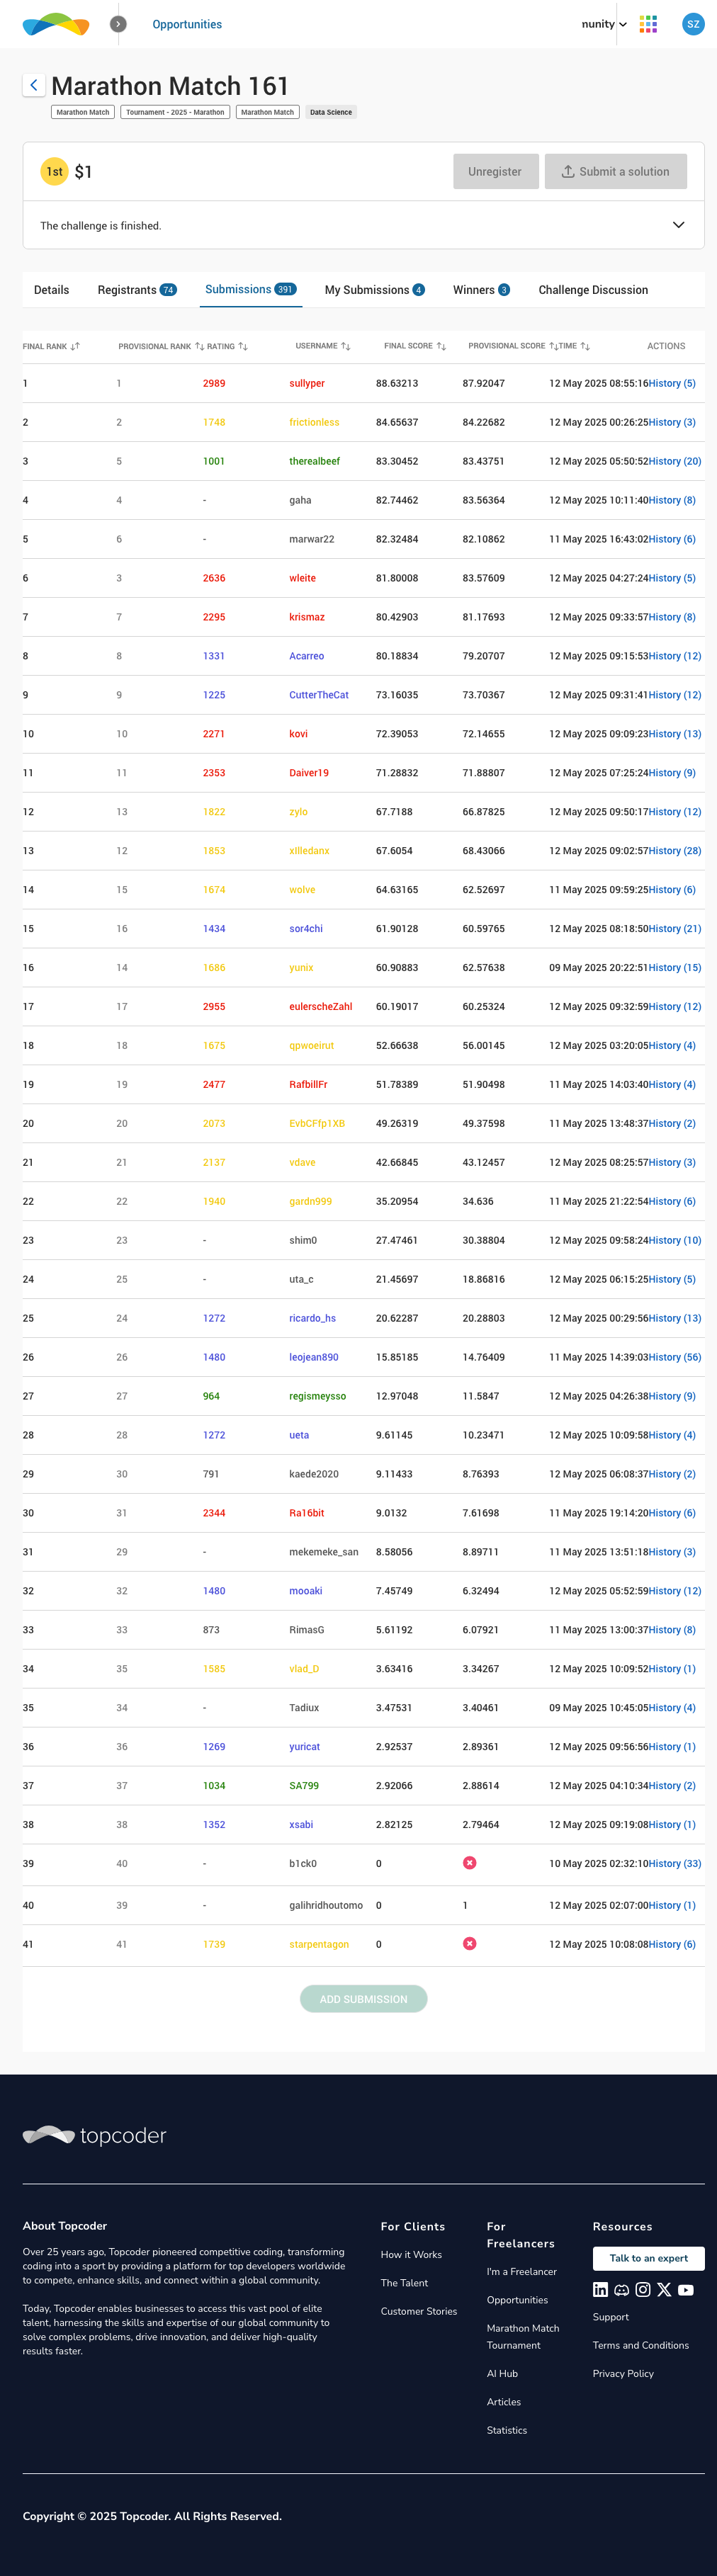 Opportunities
nunity
SZ
Marathon Match 161
Marathon Match
Tournament - 2025 - Marathon
Marathon Match
Data Science
1st $1
Unregister
Submit a solution
The challenge is finished.
Details
Registrants 74
Submissions 391
My Submissions 4
Winners 3
Challenge Discussion
FINAL RANK PROVISIONAL RANK RATING USERNAME FINAL SCORE PROVISIONAL SCORE TIME ACTIONS
1 1 2989 sullyper 88.63213 87.92047 12 May 2025 08:55:16 History (5)
2 2 1748 frictionless 84.65637 84.22682 12 May 2025 00:26:25 History (3)
3 5 1001 therealbeef 83.30452 83.43751 12 May 2025 05:50:52 History (20)
4 4 - gaha 82.74462 83.56364 12 May 2025 10:11:40 History (8)
5 6 - marwar22 82.32484 82.10862 11 May 2025 16:43:02 History (6)
6 3 2636 wleite 81.80008 83.57609 12 May 2025 04:27:24 History (5)
7 7 2295 krismaz 80.42903 81.17693 12 May 2025 09:33:57 History (8)
8 8 1331 Acarreo 80.18834 79.20707 12 May 2025 09:15:53 History (12)
9 9 1225 CutterTheCat 73.16035 73.70367 12 May 2025 09:31:41 History (12)
10 10 2271 kovi 72.39053 72.14655 12 May 2025 09:09:23 History (13)
11 11 2353 Daiver19 71.28832 71.88807 12 May 2025 07:25:24 History (9)
12 13 1822 zylo 67.7188 66.87825 12 May 2025 09:50:17 History (12)
13 12 1853 xIlledanx 67.6054 68.43066 12 May 2025 09:02:57 History (28)
14 15 1674 wolve 64.63165 62.52697 11 May 2025 09:59:25 History (6)
15 16 1434 sor4chi 61.90128 60.59765 12 May 2025 08:18:50 History (21)
16 14 1686 yunix 60.90883 62.57638 09 May 2025 20:22:51 History (15)
17 17 2955 eulerscheZahl 60.19017 60.25324 12 May 2025 09:32:59 History (12)
18 18 1675 qpwoeirut 52.66638 56.00145 12 May 2025 03:20:05 History (4)
19 19 2477 RafbillFr 51.78389 51.90498 11 May 2025 14:03:40 History (4)
20 20 2073 EvbCFfp1XB 49.26319 49.37598 11 May 2025 13:48:37 History (2)
21 21 2137 vdave 42.66845 43.12457 12 May 2025 08:25:57 History (3)
22 22 1940 gardn999 35.20954 34.636 11 May 2025 21:22:54 History (6)
23 23 - shim0 27.47461 30.38804 12 May 2025 09:58:24 History (10)
24 25 - uta_c 21.45697 18.86816 12 May 2025 06:15:25 History (5)
25 24 1272 ricardo_hs 20.62287 20.28803 12 May 2025 00:29:56 History (13)
26 26 1480 leojean890 15.85185 14.76409 11 May 2025 14:39:03 History (56)
27 27 964 regismeysso 12.97048 11.5847 12 May 2025 04:26:38 History (9)
28 28 1272 ueta 9.61145 10.23471 12 May 2025 10:09:58 History (4)
29 30 791 kaede2020 9.11433 8.76393 12 May 2025 06:08:37 History (2)
30 31 2344 Ra16bit 9.0132 7.61698 11 May 2025 19:14:20 History (6)
31 29 - mekemeke_san 8.58056 8.89711 11 May 2025 13:51:18 History (3)
32 32 1480 mooaki 7.45749 6.32494 12 May 2025 05:52:59 History (12)
33 33 873 RimasG 5.61192 6.07921 11 May 2025 13:00:37 History (8)
34 35 1585 vlad_D 3.63416 3.34267 12 May 2025 10:09:52 History (1)
35 34 - Tadiux 3.47531 3.40461 09 May 2025 10:45:05 History (4)
36 36 1269 yuricat 2.92537 2.89361 12 May 2025 09:56:56 History (1)
37 37 1034 SA799 2.92066 2.88614 12 May 2025 04:10:34 History (2)
38 38 1352 xsabi 2.82125 2.79464 12 May 2025 09:19:08 History (1)
39 40 - b1ck0 0 10 May 2025 02:32:10 History (33)
40 39 - galihridhoutomo 0 1 12 May 2025 02:07:00 History (1)
41 41 1739 starpentagon 0 12 May 2025 10:08:08 History (6)
ADD SUBMISSION
topcoder
About Topcoder
Over 25 years ago, Topcoder pioneered competitive coding, transforming
coding into a sport by providing a platform for top developers worldwide
to compete, enhance skills, and connect within a global community.
Today, Topcoder enables businesses to access this vast pool of elite
talent, harnessing the skills and expertise of our global community to
solve complex problems, drive innovation, and deliver high-quality
results faster.
For Clients
How it Works
The Talent
Customer Stories
For
Freelancers
I'm a Freelancer
Opportunities
Marathon Match
Tournament
AI Hub
Articles
Statistics
Resources
Talk to an expert
Support
Terms and Conditions
Privacy Policy
Copyright © 2025 Topcoder. All Rights Reserved.